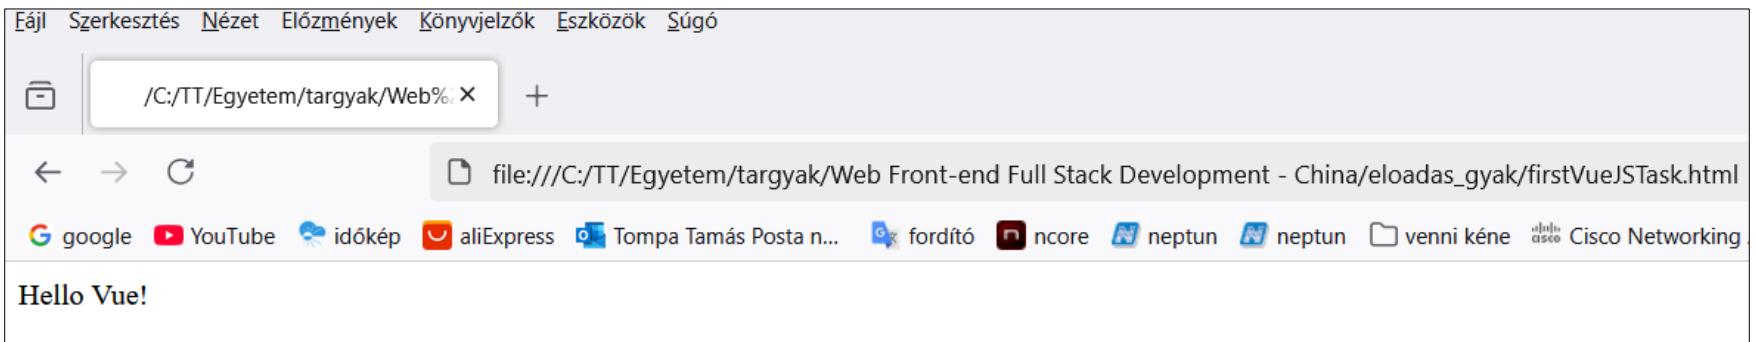 Fájl Szerkesztés Nézet Előzmények Könyvjelzők Eszközök Súgó
/C:/TT/Egyetem/targyak/Web%
file:///C:/TT/Egyetem/targyak/Web Front-end Full Stack Development - China/eloadas_gyak/firstVueJSTask.html
google YouTube időkép aliExpress Tompa Tamás Posta n... fordító ncore neptun neptun venni kéne cisco Cisco Networking
Hello Vue!